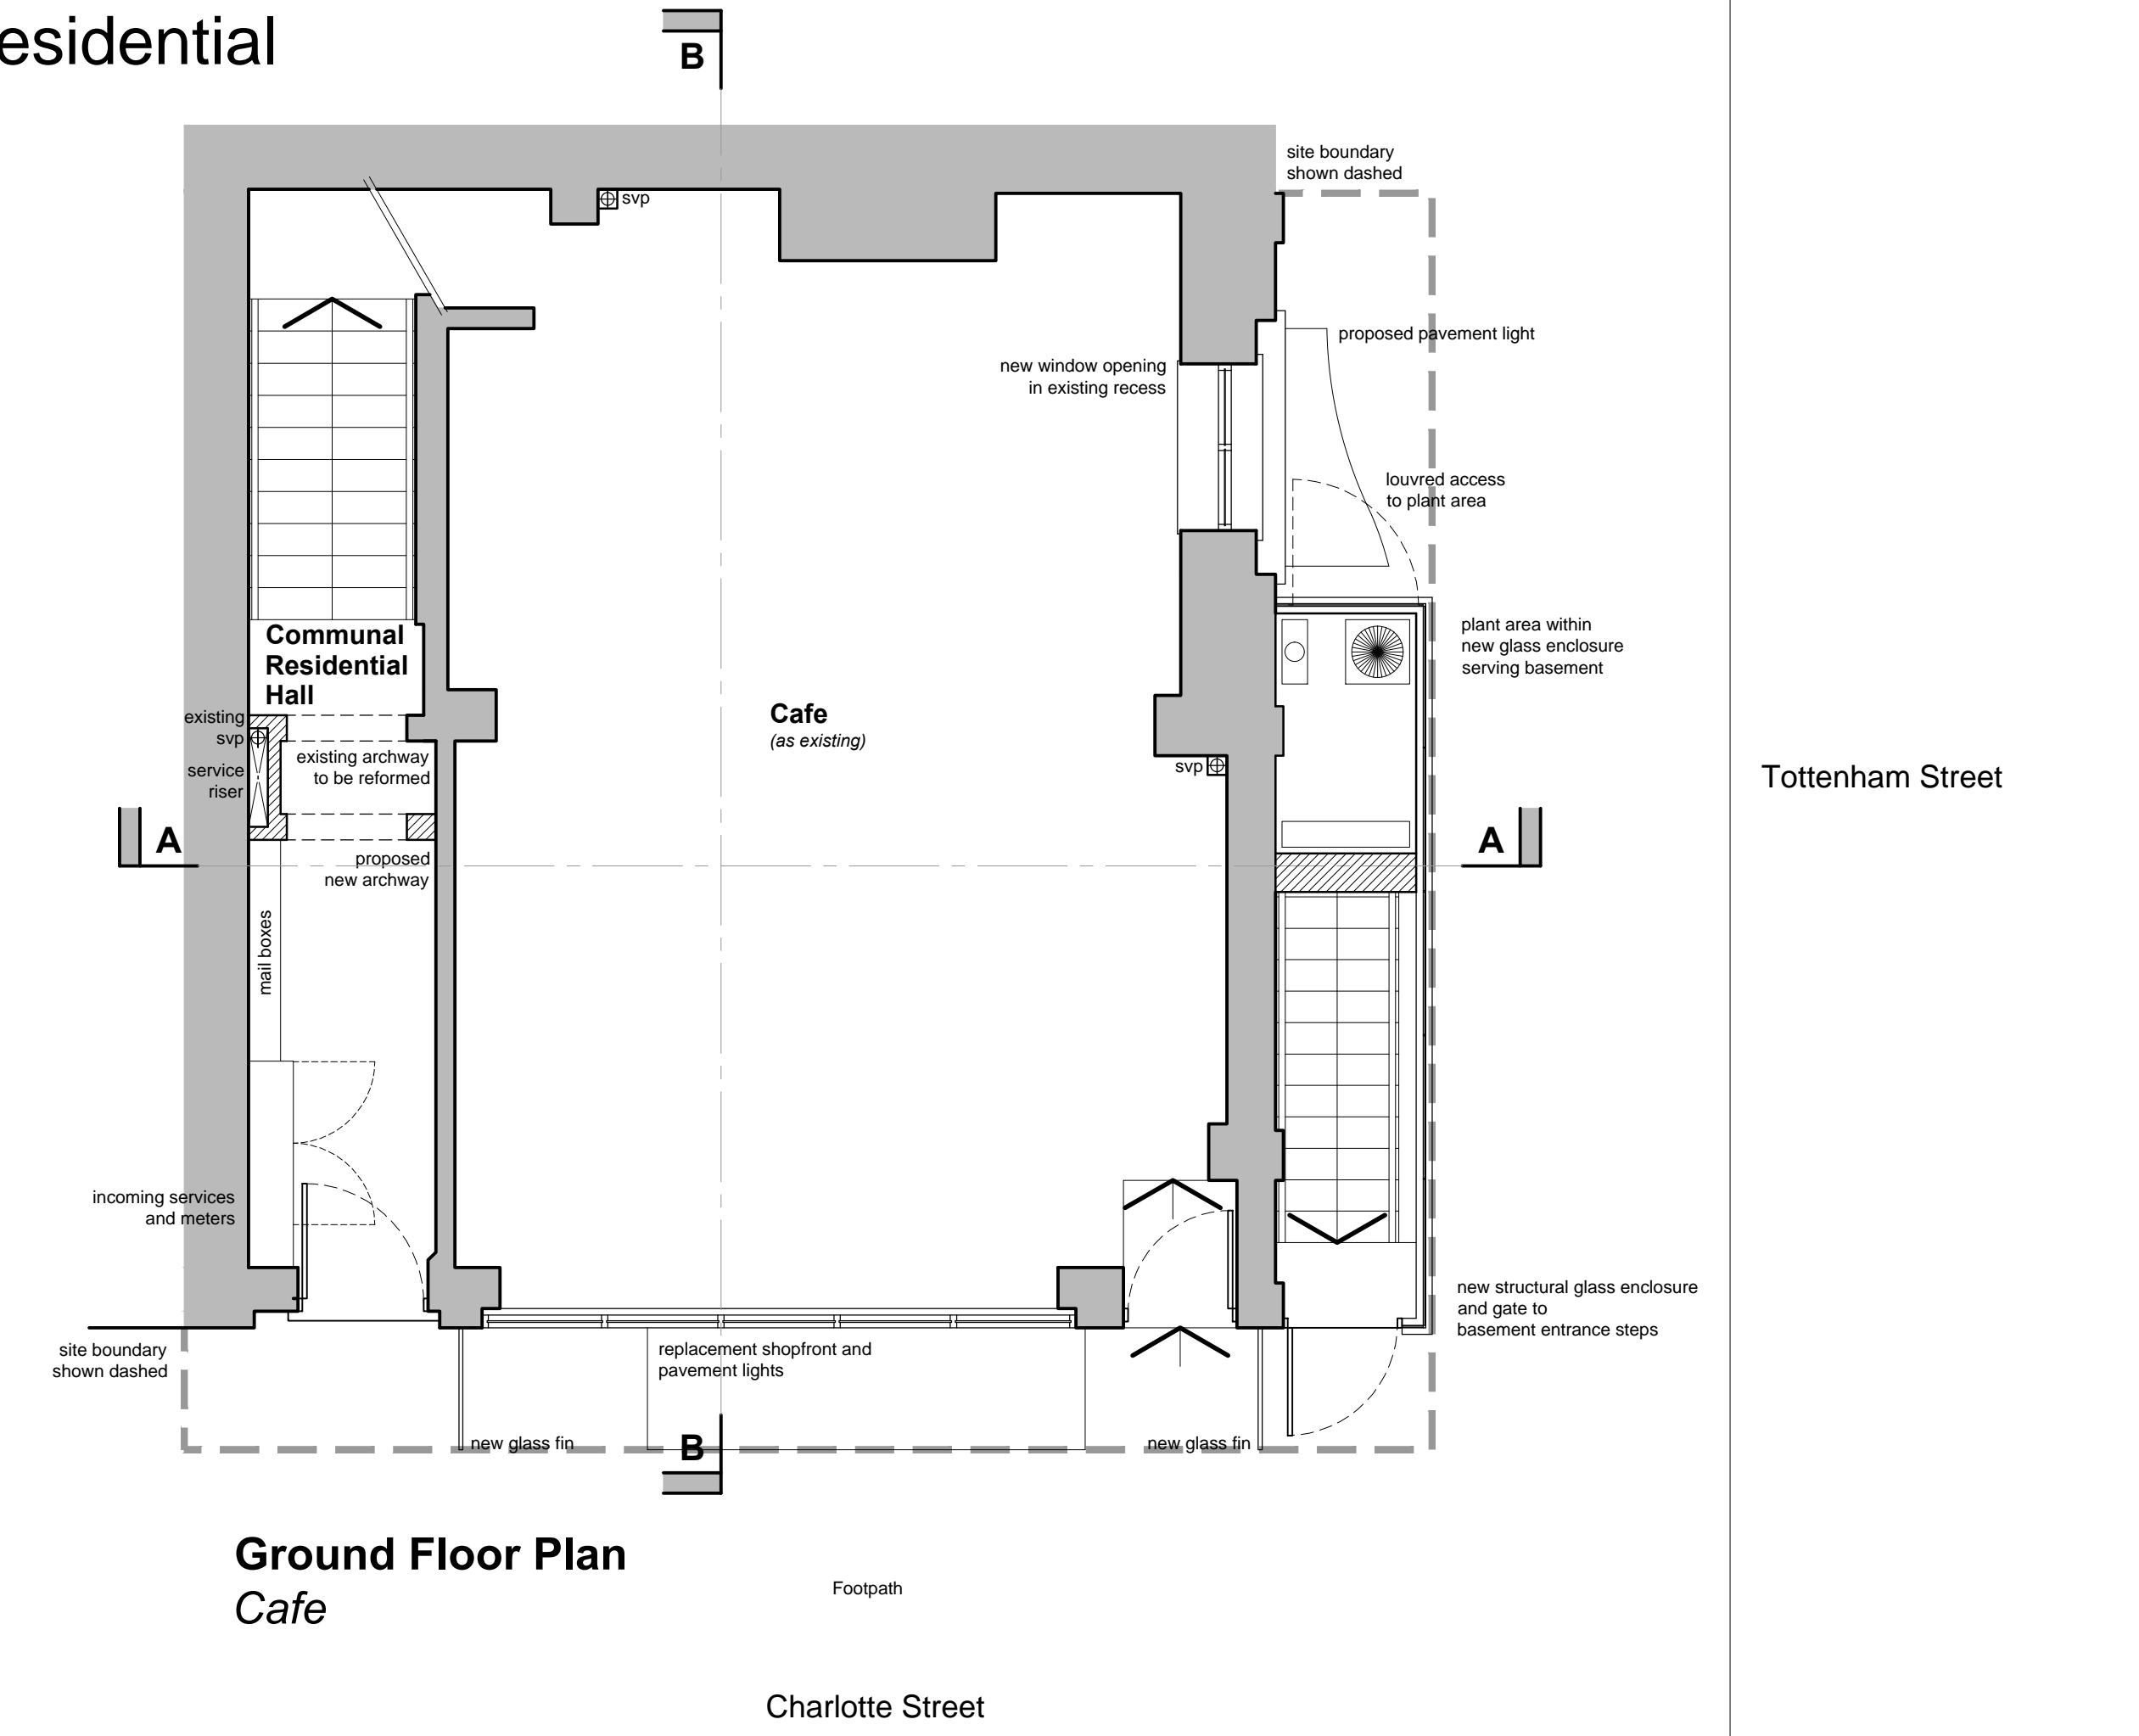 esidential
B
site boundary
shown dashed
svp
proposed pavement light
new window opening
in existing recess
louvred access
to plant area
Communal
Residential
Hall
plant area within
new glass enclosure
serving basement
existing
svp
service
riser
existing archway
to be reformed
Cafe
(as existing)
svp
Tottenham Street
A
A
proposed
new archway
mail boxes
incoming services
and meters
new structural glass enclosure
and gate to
basement entrance steps
site boundary
shown dashed
replacement shopfront and
pavement lights
new glass fin
B
new glass fin
Ground Floor Plan
Cafe
Footpath
Charlotte Street